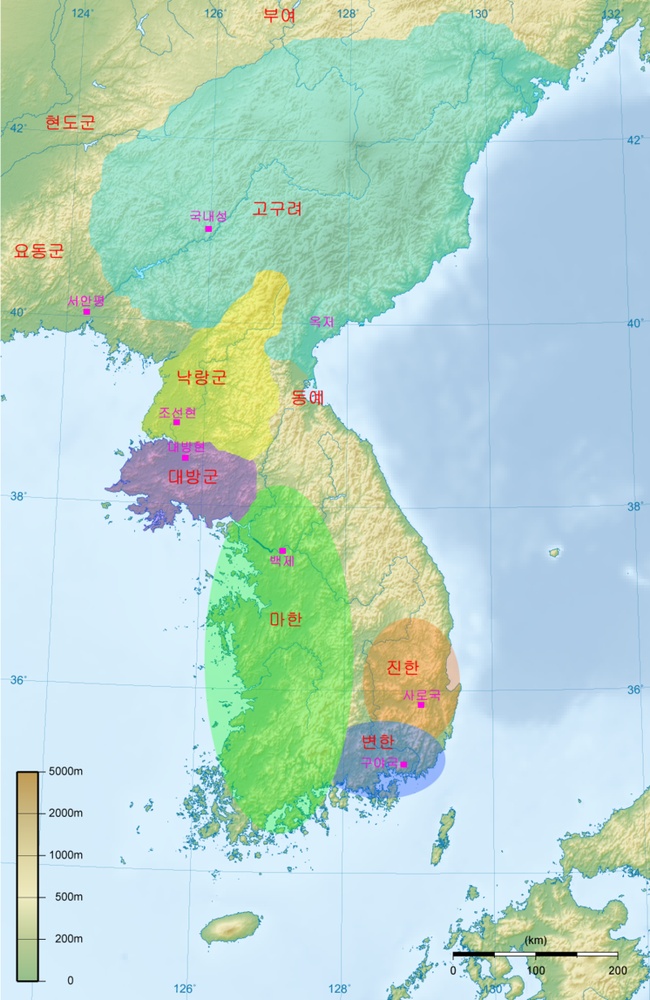 124° 126° 128° 130° 132°
부여
현도군
42° 42°
고구려
국내성
요동군
서안평
40° 40°
옥저
낙랑군
동예
조선현
대방현
대방군
38° 38°
백제
마한
진한
36° 36°
사로국
변한
구야국
5000m
2000m
1000m
34°
500m
200m
(km)
0
0 100 200
126° 128° 130°